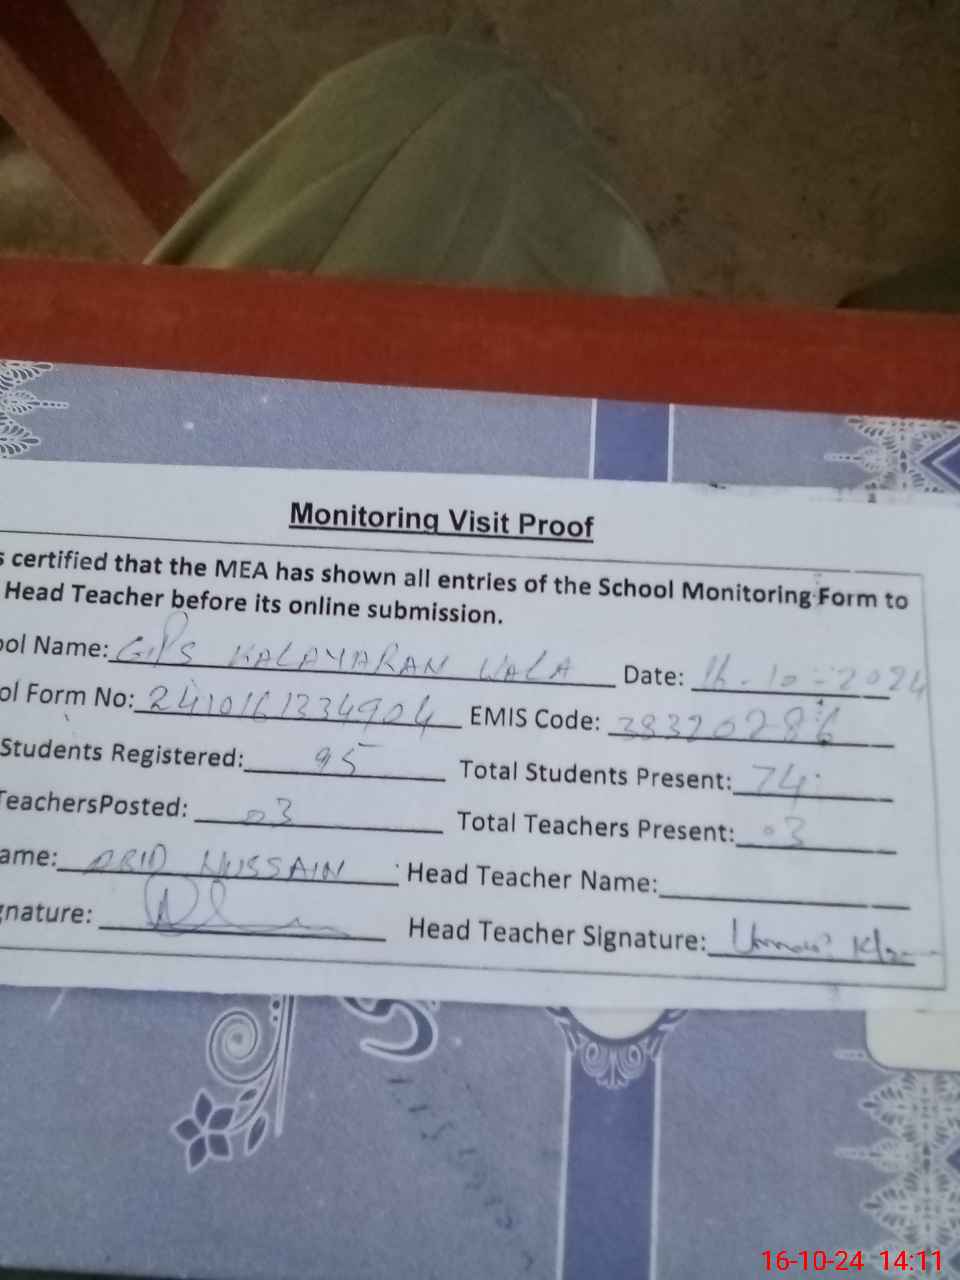 Monitoring Visit Proof
s certified that the MEA has shown all entries of the School Monitoring Form to
Head Teacher before its online submission.
ool Name: GPS KALAYARAN WALA Date: 16-10-2024
ol Form No: 2410161334904 EMIS Code: 38320286
Students Registered: 95 Total Students Present: 74
TeachersPosted: 03 Total Teachers Present: 03
ame: ABID HUSSAIN Head Teacher Name:
gnature: Head Teacher Signature:
16-10-24 14:11